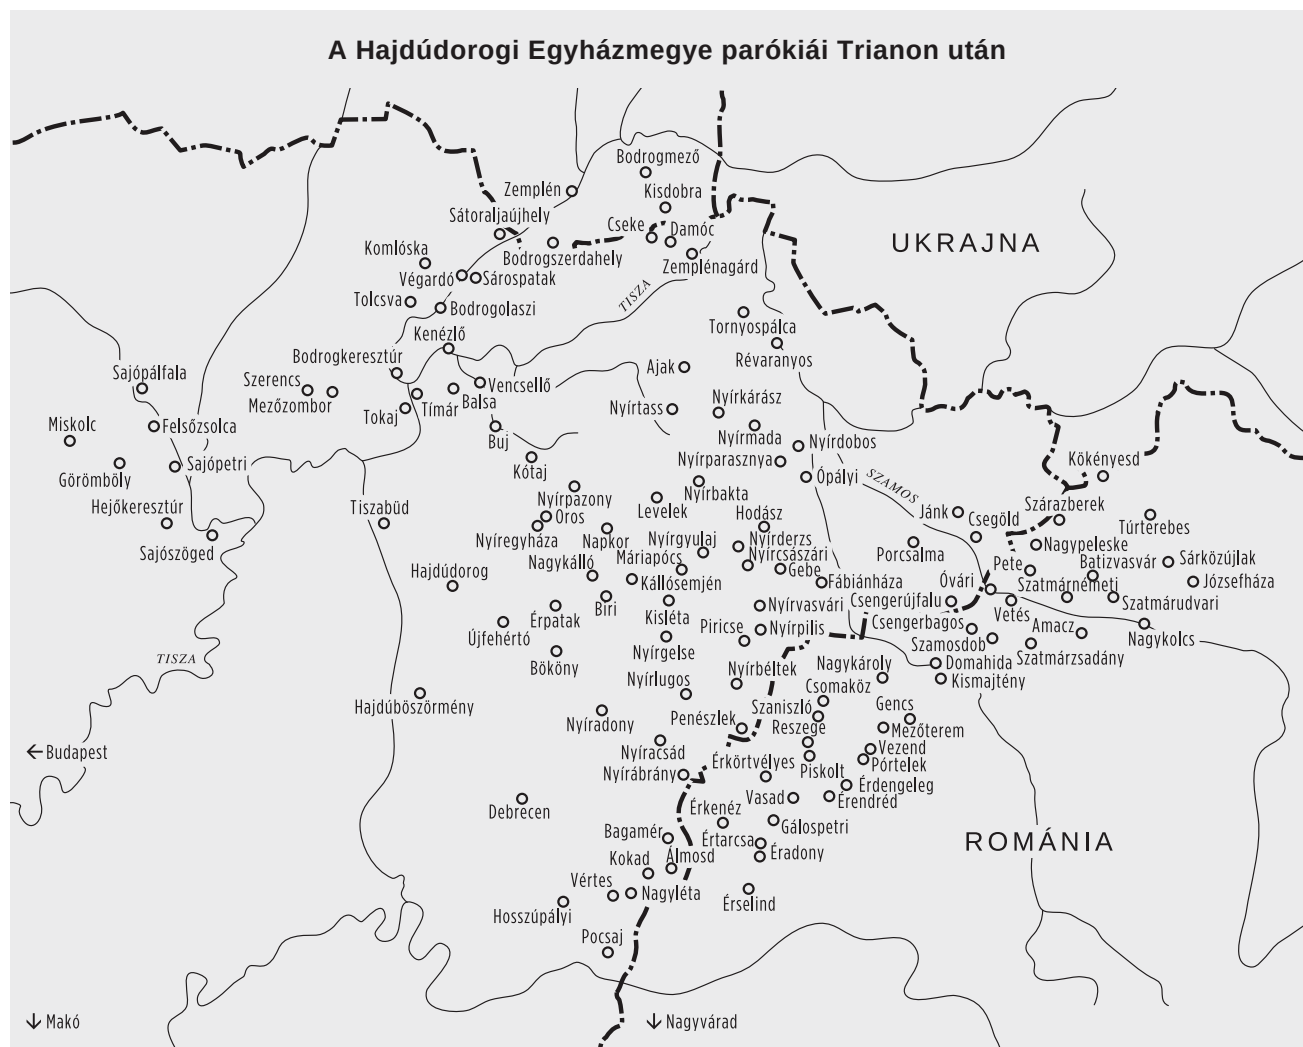 A Hajdúdorogi Egyházmegye parókiái Trianon után
Bodrogmező
Zemplén
Kisdobra
Sátoraljaújhely
Cseke
Damóc
UKRAJNA
Komlóska
Bodrogszerdahely
Zemplénagárd
Végardó
Sárospatak
TISZA
Tolcsva
Bodrogolaszi
Tornyospálca
Kenézlő
Révaranyos
Bodrogkeresztúr
Sajópálfala
Szerencs
Ajak
Vencsellő
Mezőzombor
Balsa
Nyírkárász
Tímár
Nyírtass
Tokaj
Miskolc
Felsőzsolca
Buj
Nyírmada
Nyírdobos
Sajópetri
Nyírparasznya
Kökényesd
Görömböly
Kótaj
Ópályi
SZAMOS
Nyírpazony
Nyírbakta
Hejőkeresztúr
Tiszabüd
Levelek
Hodász
Jánk
Szárazberek
Oros
Csegöld
Túrterebes
Nyíregyháza
Napkor
Nyírgyulaj
Nyírderzs
Sajószöged
Nyírcsászári
Porcsalma
Nagypeleske
Nagykálló
Máriapócs
Pete
Batizvasvár
Sárközújlak
Hajdúdorog
Kállósemjén
Gebe
Fábiánháza
Óvári
Szatmárnémeti
Józsefháza
Biri
Kisléta
Nyírvasvári
Csengerújfalu
Szatmárudvari
Érpatak
Vetés
Újfehértó
Piricse
Nyírpilis
Csengerbagos
Amacz
Nagykolcs
Szamosdob
Bököny
Nyírgelse
Szatmárzsadány
TISZA
Nyírbéltek
Nagykároly
Domahida
Nyírlugos
Kismajtény
Csomaköz
Hajdúböszörmény
Szaniszló
Gencs
Nyíradony
Penészlek
Reszege
Mezőterem
Nyíracsád
Vezend
Budapest
Érkörtvélyes
Pórtelek
Nyírábrány
Piskolt
Érdengeleg
Vasad
Érendréd
Debrecen
Érkenéz
Gálospetri
Bagamér
Értarcsa
ROMÁNIA
Kokad
Álmosd
Éradony
Vértes
Nagyléta
Érselind
Hosszúpályi
Pocsaj
Makó
Nagyvárad